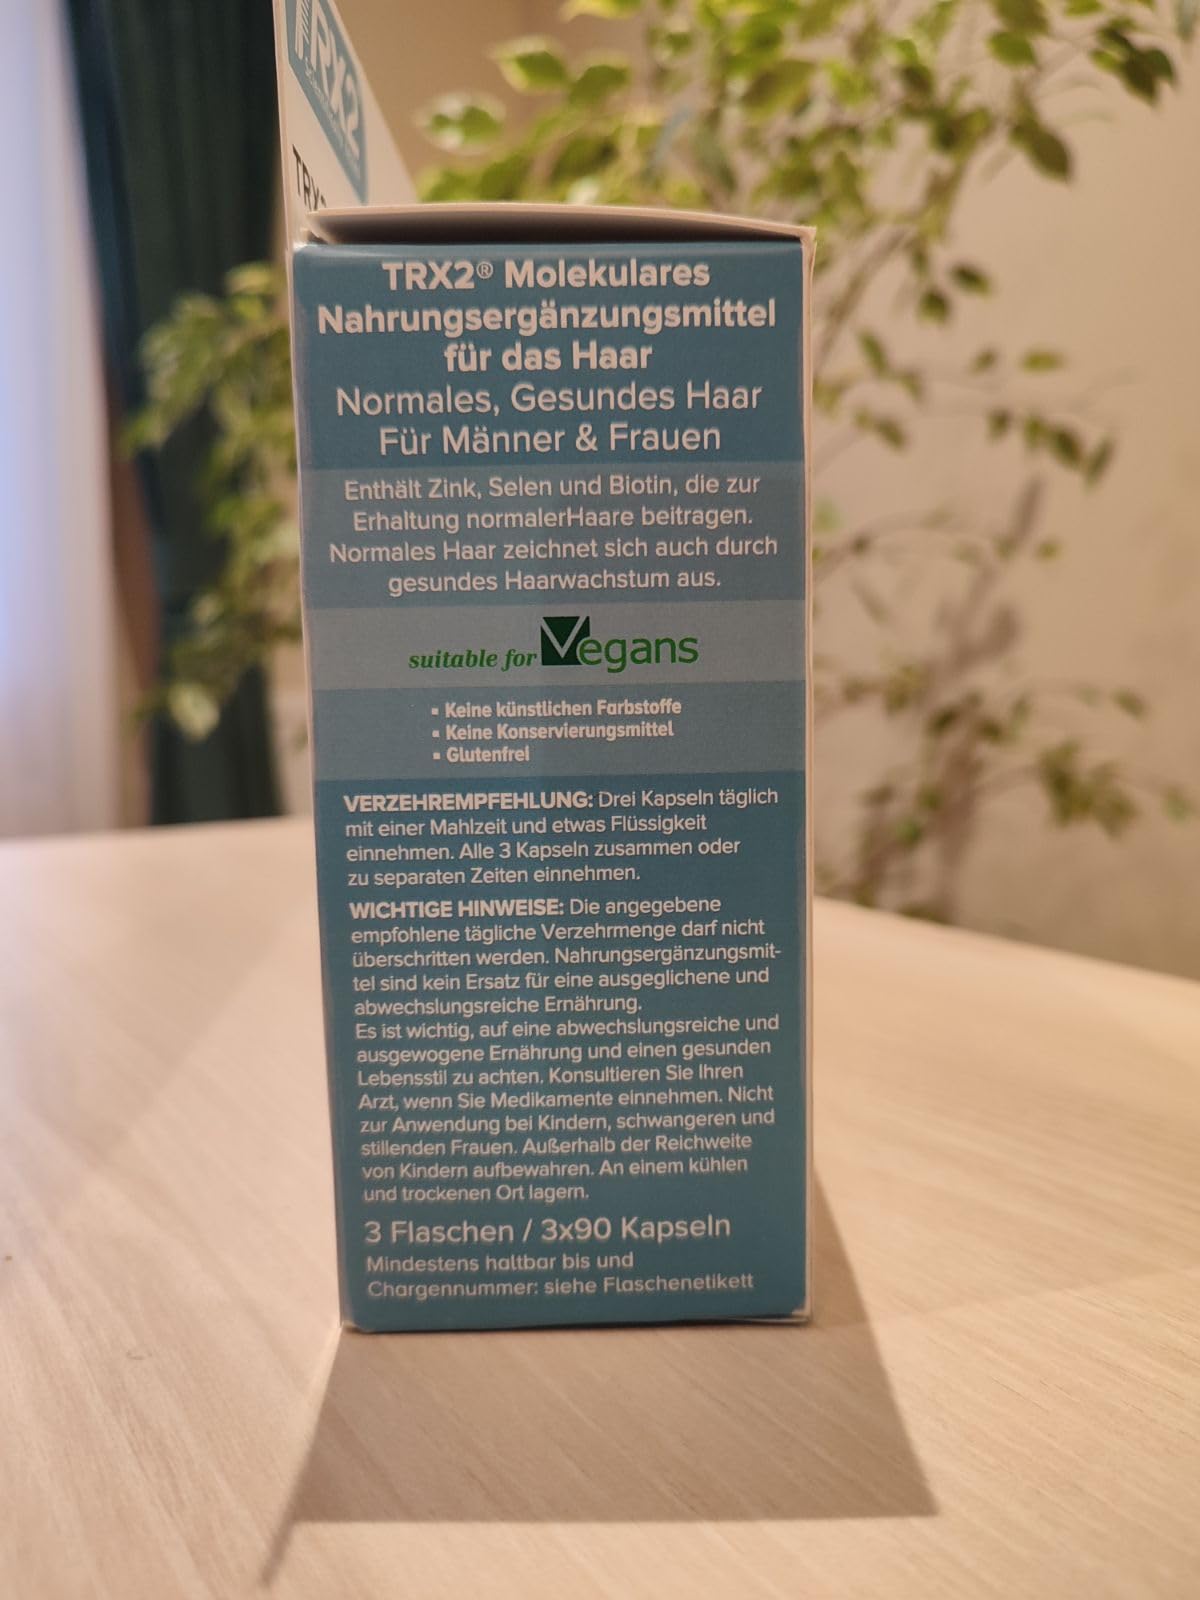 RX2
TRX2
TRX2® Molekulares
Nahrungsergänzungsmittel
für das Haar
Normales, Gesundes Haar
Für Männer & Frauen
Enthält Zink, Selen und Biotin, die zur
Erhaltung normalerHaare beitragen.
Normales Haar zeichnet sich auch durch
gesundes Haarwachstum aus.
suitable for Vegans
▪ Keine künstlichen Farbstoffe
▪ Keine Konservierungsmittel
▪ Glutenfrei
VERZEHREMPFEHLUNG: Drei Kapseln täglich
mit einer Mahlzeit und etwas Flüssigkeit
einnehmen. Alle 3 Kapseln zusammen oder
zu separaten Zeiten einnehmen.
WICHTIGE HINWEISE: Die angegebene
empfohlene tägliche Verzehrmenge darf nicht
überschritten werden. Nahrungsergänzungsmit-
tel sind kein Ersatz für eine ausgeglichene und
abwechslungsreiche Ernährung.
Es ist wichtig, auf eine abwechslungsreiche und
ausgewogene Ernährung und einen gesunden
Lebensstil zu achten. Konsultieren Sie Ihren
Arzt, wenn Sie Medikamente einnehmen. Nicht
zur Anwendung bei Kindern, schwangeren und
stillenden Frauen. Außerhalb der Reichweite
von Kindern aufbewahren. An einem kühlen
und trockenen Ort lagern.
3 Flaschen / 3x90 Kapseln
Mindestens haltbar bis und
Chargennummer: siehe Flaschenetikett